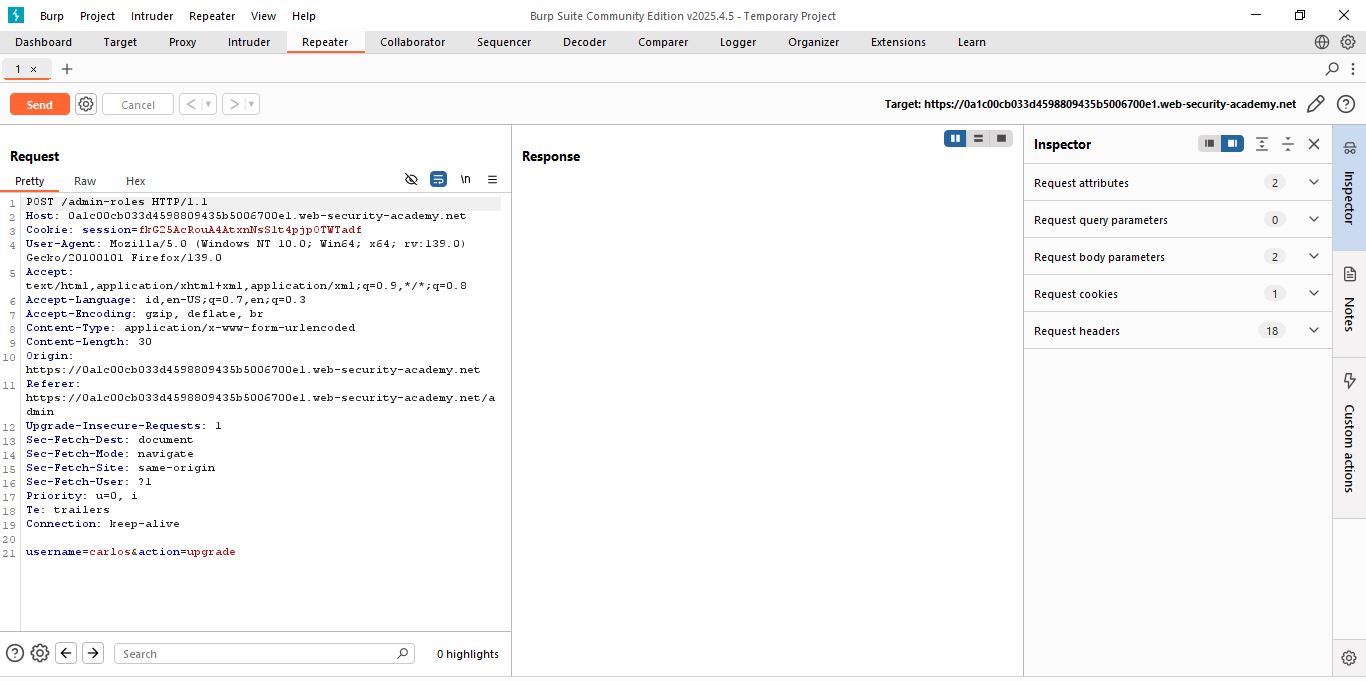 Burp Project Intruder Repeater View Help
Burp Suite Community Edition v2025.4.5 - Temporary Project
Dashboard Target Proxy Intruder Repeater Collaborator Sequencer Decoder Comparer Logger Organizer Extensions Learn
1 × +
Send Cancel < >
Target: https://0a1c00cb033d4598809435b5006700e1.web-security-academy.net
Request
Pretty Raw Hex \n
1 POST /admin-roles HTTP/1.1
2 Host: 0a1c00cb033d4598809435b5006700e1.web-security-academy.net
3 Cookie: session=fkG25AcRouA4AtxnNsSlt4pjp0TWTadf
4 User-Agent: Mozilla/5.0 (Windows NT 10.0; Win64; x64; rv:139.0)
Gecko/20100101 Firefox/139.0
5 Accept:
text/html,application/xhtml+xml,application/xml;q=0.9,*/*;q=0.8
6 Accept-Language: id,en-US;q=0.7,en;q=0.3
7 Accept-Encoding: gzip, deflate, br
8 Content-Type: application/x-www-form-urlencoded
9 Content-Length: 30
10 Origin:
https://0a1c00cb033d4598809435b5006700e1.web-security-academy.net
11 Referer:
https://0a1c00cb033d4598809435b5006700e1.web-security-academy.net/a
dmin
12 Upgrade-Insecure-Requests: 1
13 Sec-Fetch-Dest: document
14 Sec-Fetch-Mode: navigate
15 Sec-Fetch-Site: same-origin
16 Sec-Fetch-User: ?1
17 Priority: u=0, i
18 Te: trailers
19 Connection: keep-alive
20
21 username=carlos&action=upgrade
Search
0 highlights
Response
Inspector
Request attributes 2
Request query parameters 0
Request body parameters 2
Request cookies 1
Request headers 18
Inspector
Notes
Custom actions